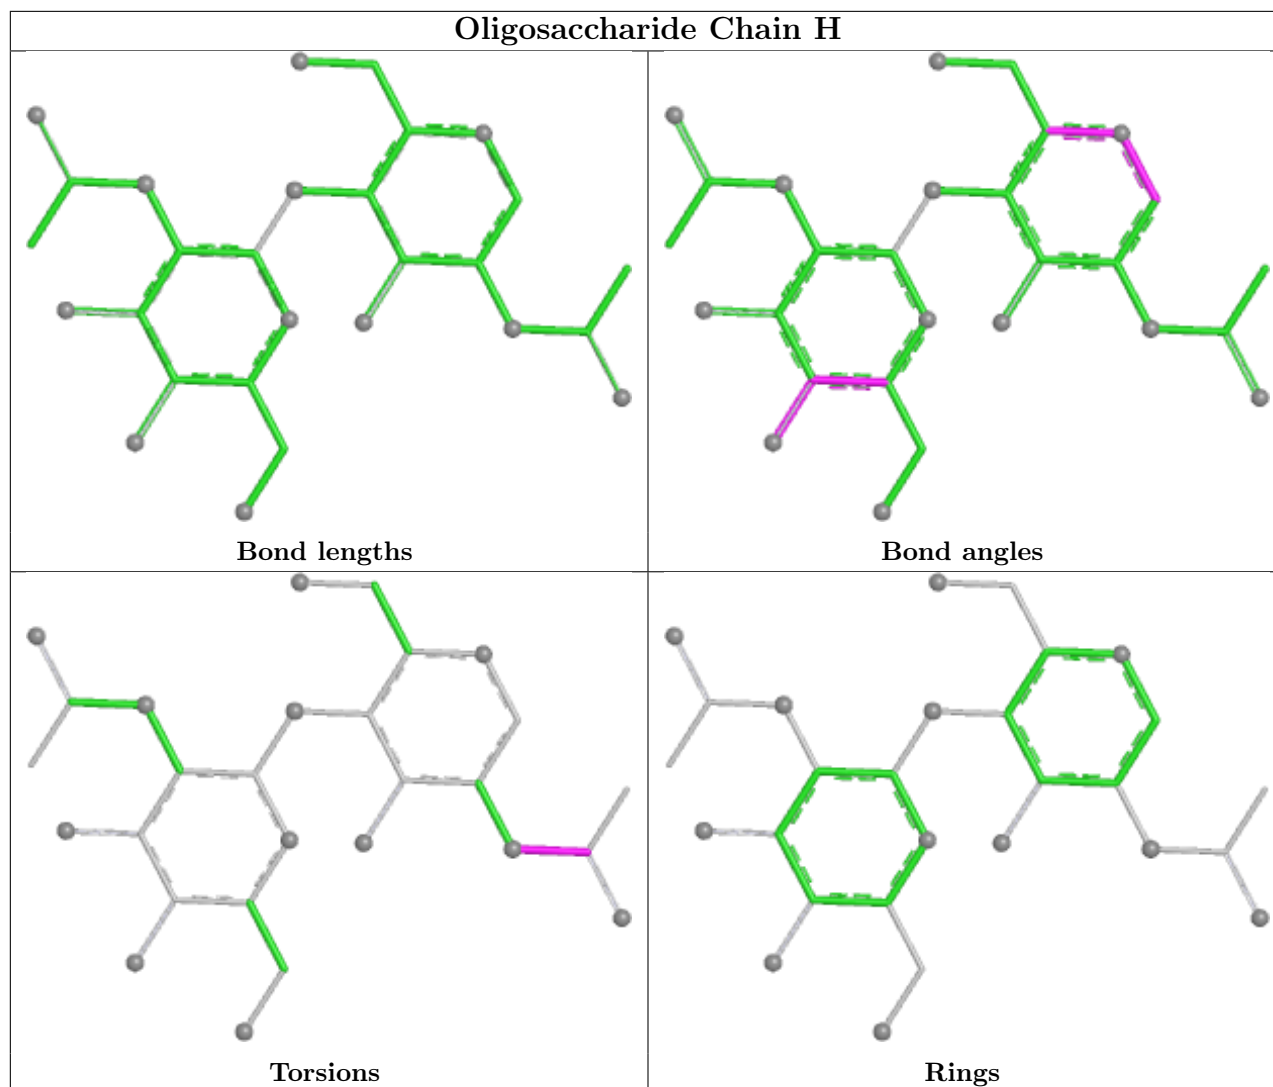 Oligosaccharide Chain H
Bond lengths
Bond angles
Torsions
Rings